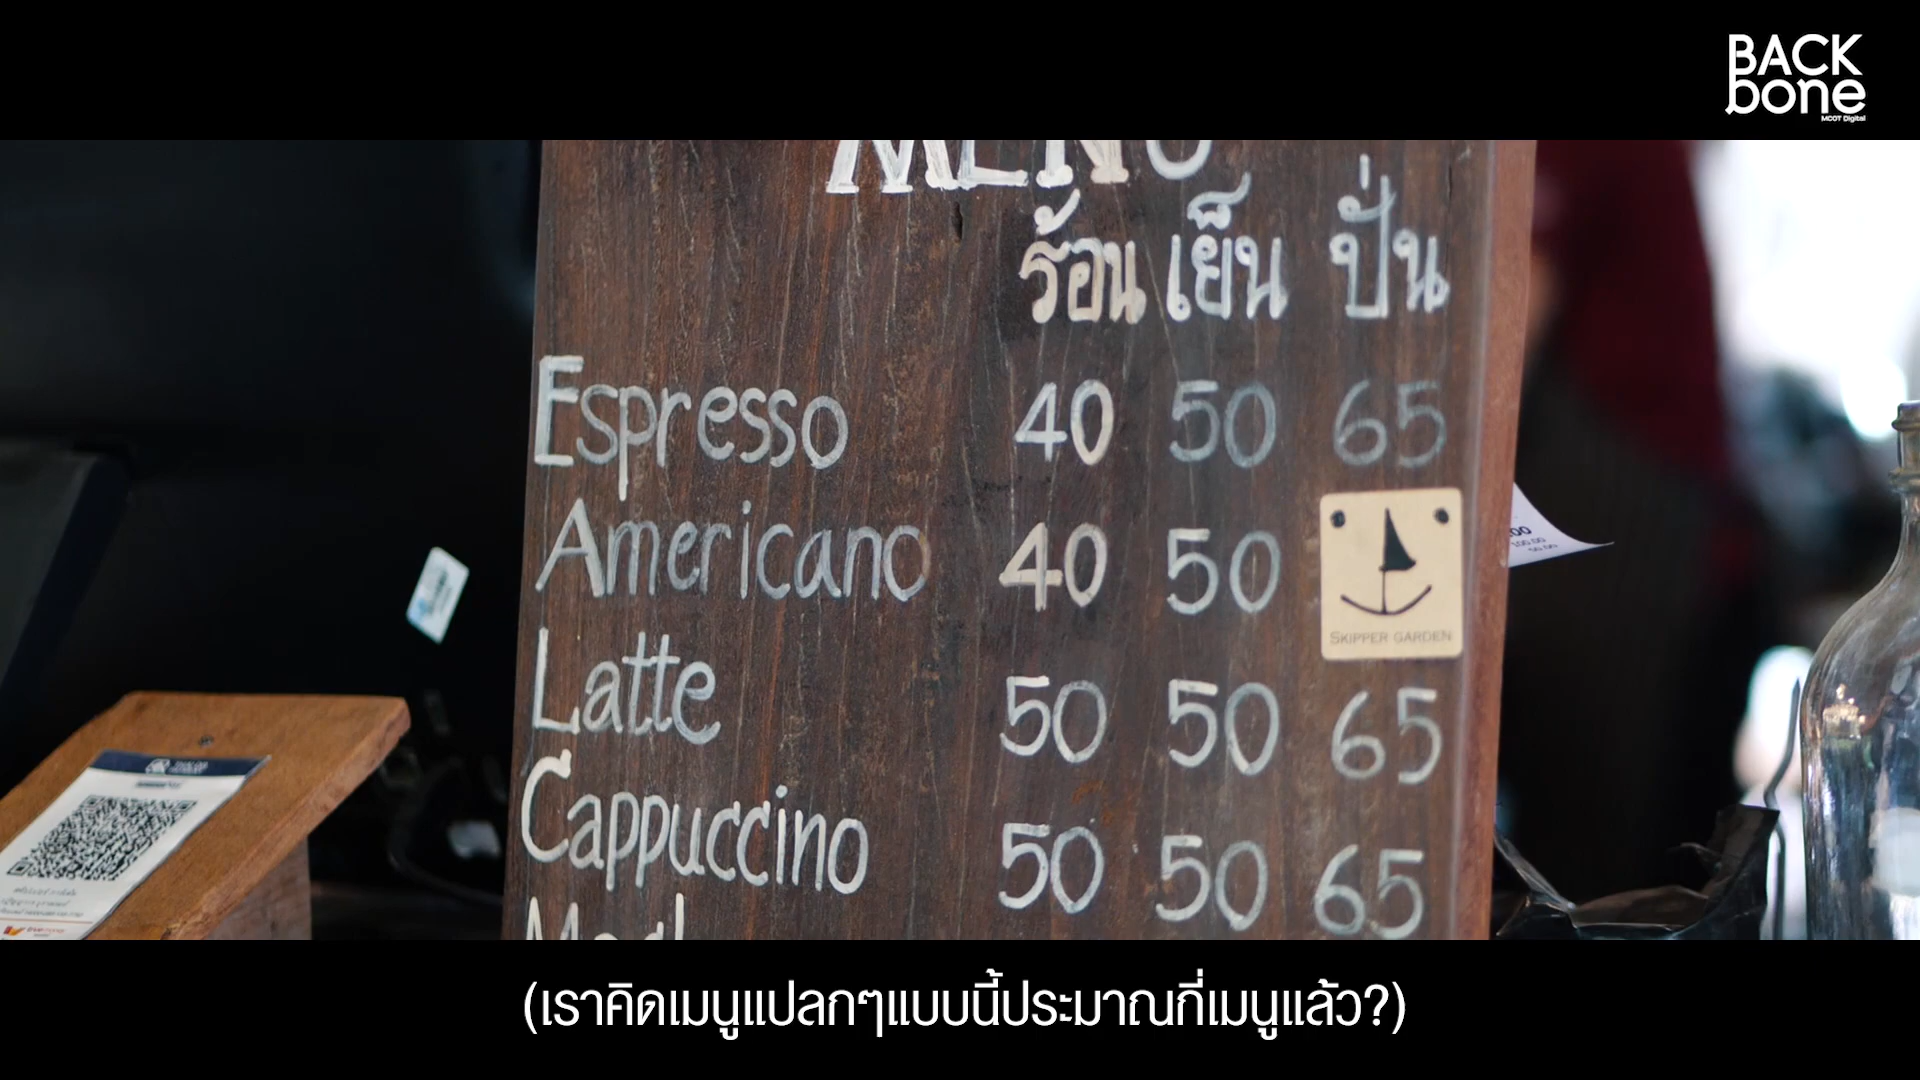 BACK
bone
MCOT Digital
MENU
ร้อน เย็น ปั่น
Espresso 40 50 65
Americano 40 50
SKIPPER GARDEN
Latte 50 50 65
Cappuccino 50 50 65
(เราคิดเมนูแปลกๆแบบนี้ประมาณกี่เมนูแล้ว?)